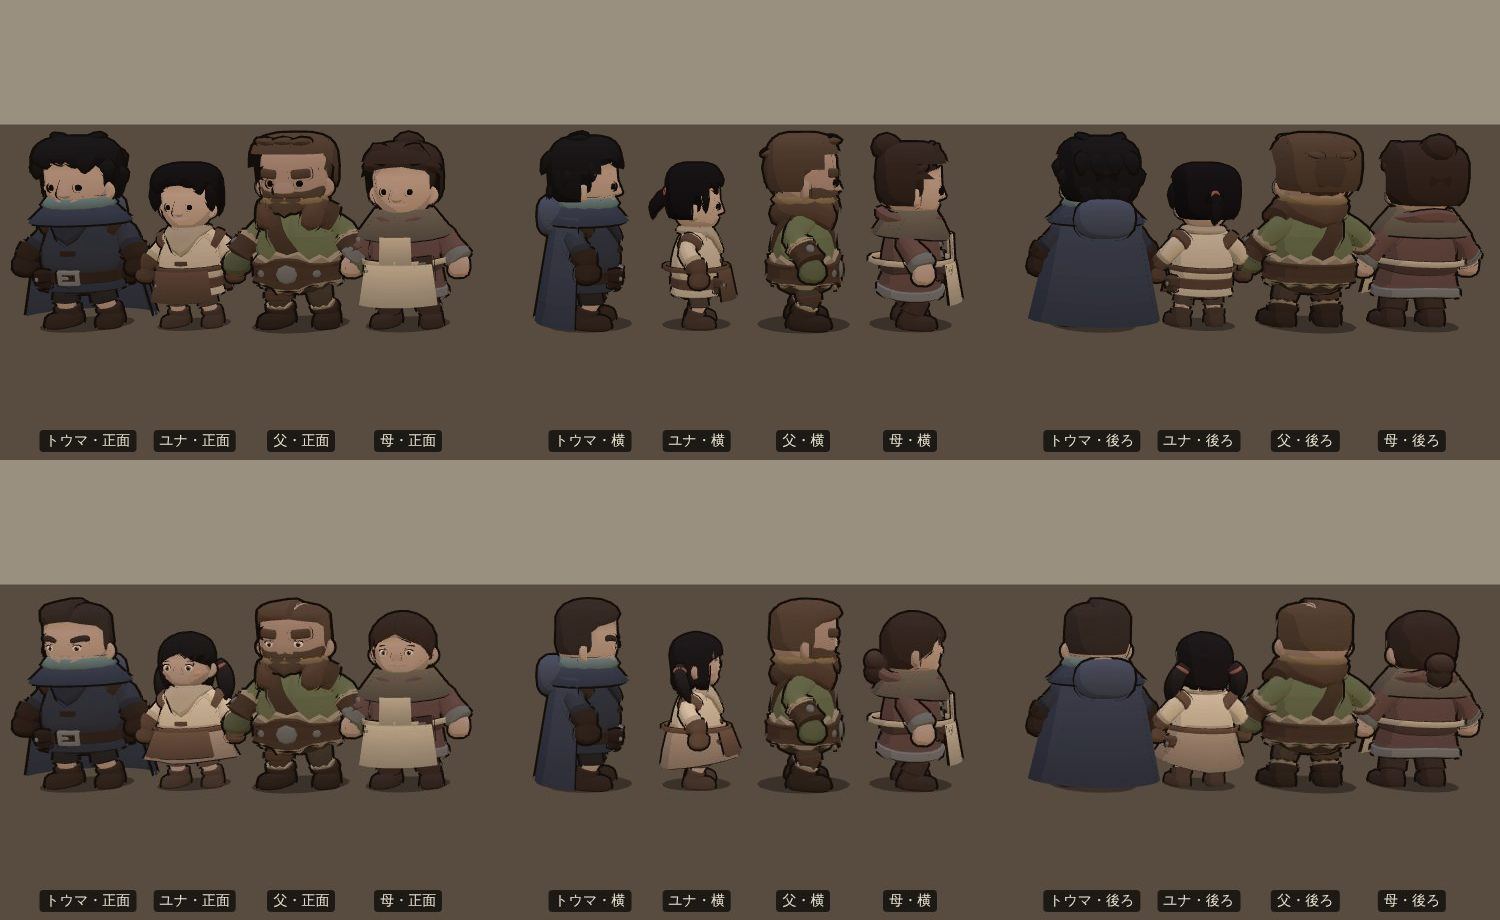 トウマ・正面
ユナ・正面
父・正面
母・正面
トウマ・横
ユナ・横
父・横
母・横
トウマ・後ろ
ユナ・後ろ
父・後ろ
母・後ろ
トウマ・正面
ユナ・正面
父・正面
母・正面
トウマ・横
ユナ・横
父・横
母・横
トウマ・後ろ
ユナ・後ろ
父・後ろ
母・後ろ